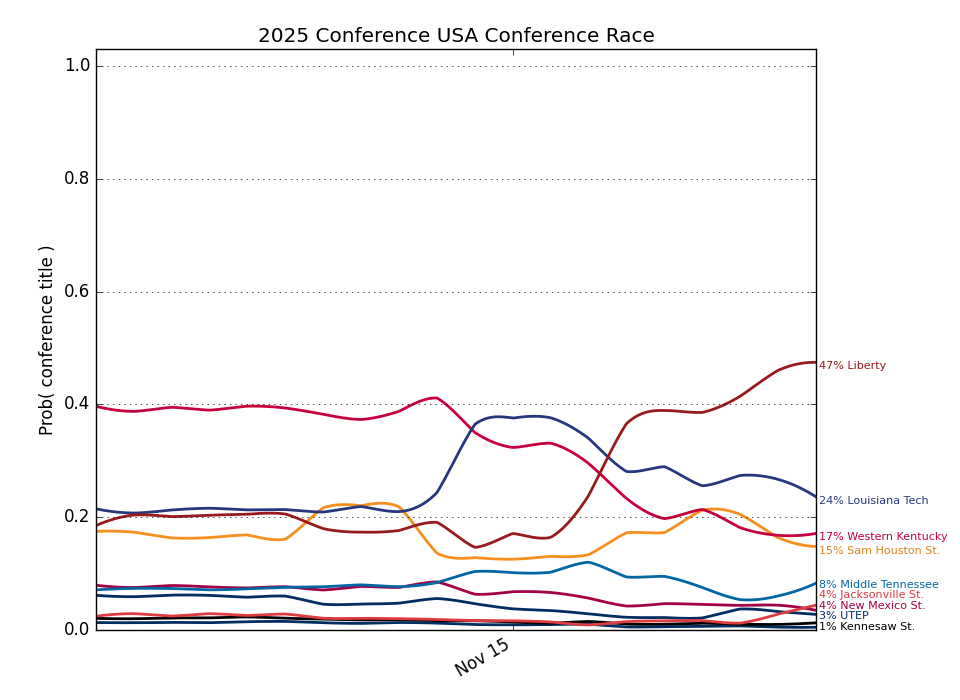 2025 Conference USA Conference Race
1.0
0.8
0.6
0.4
0.2
0.0
Prob( conference title )
Nov 15
47% Liberty
24% Louisiana Tech
17% Western Kentucky
15% Sam Houston St.
8% Middle Tennessee
4% Jacksonville St.
4% New Mexico St.
3% UTEP
1% Kennesaw St.